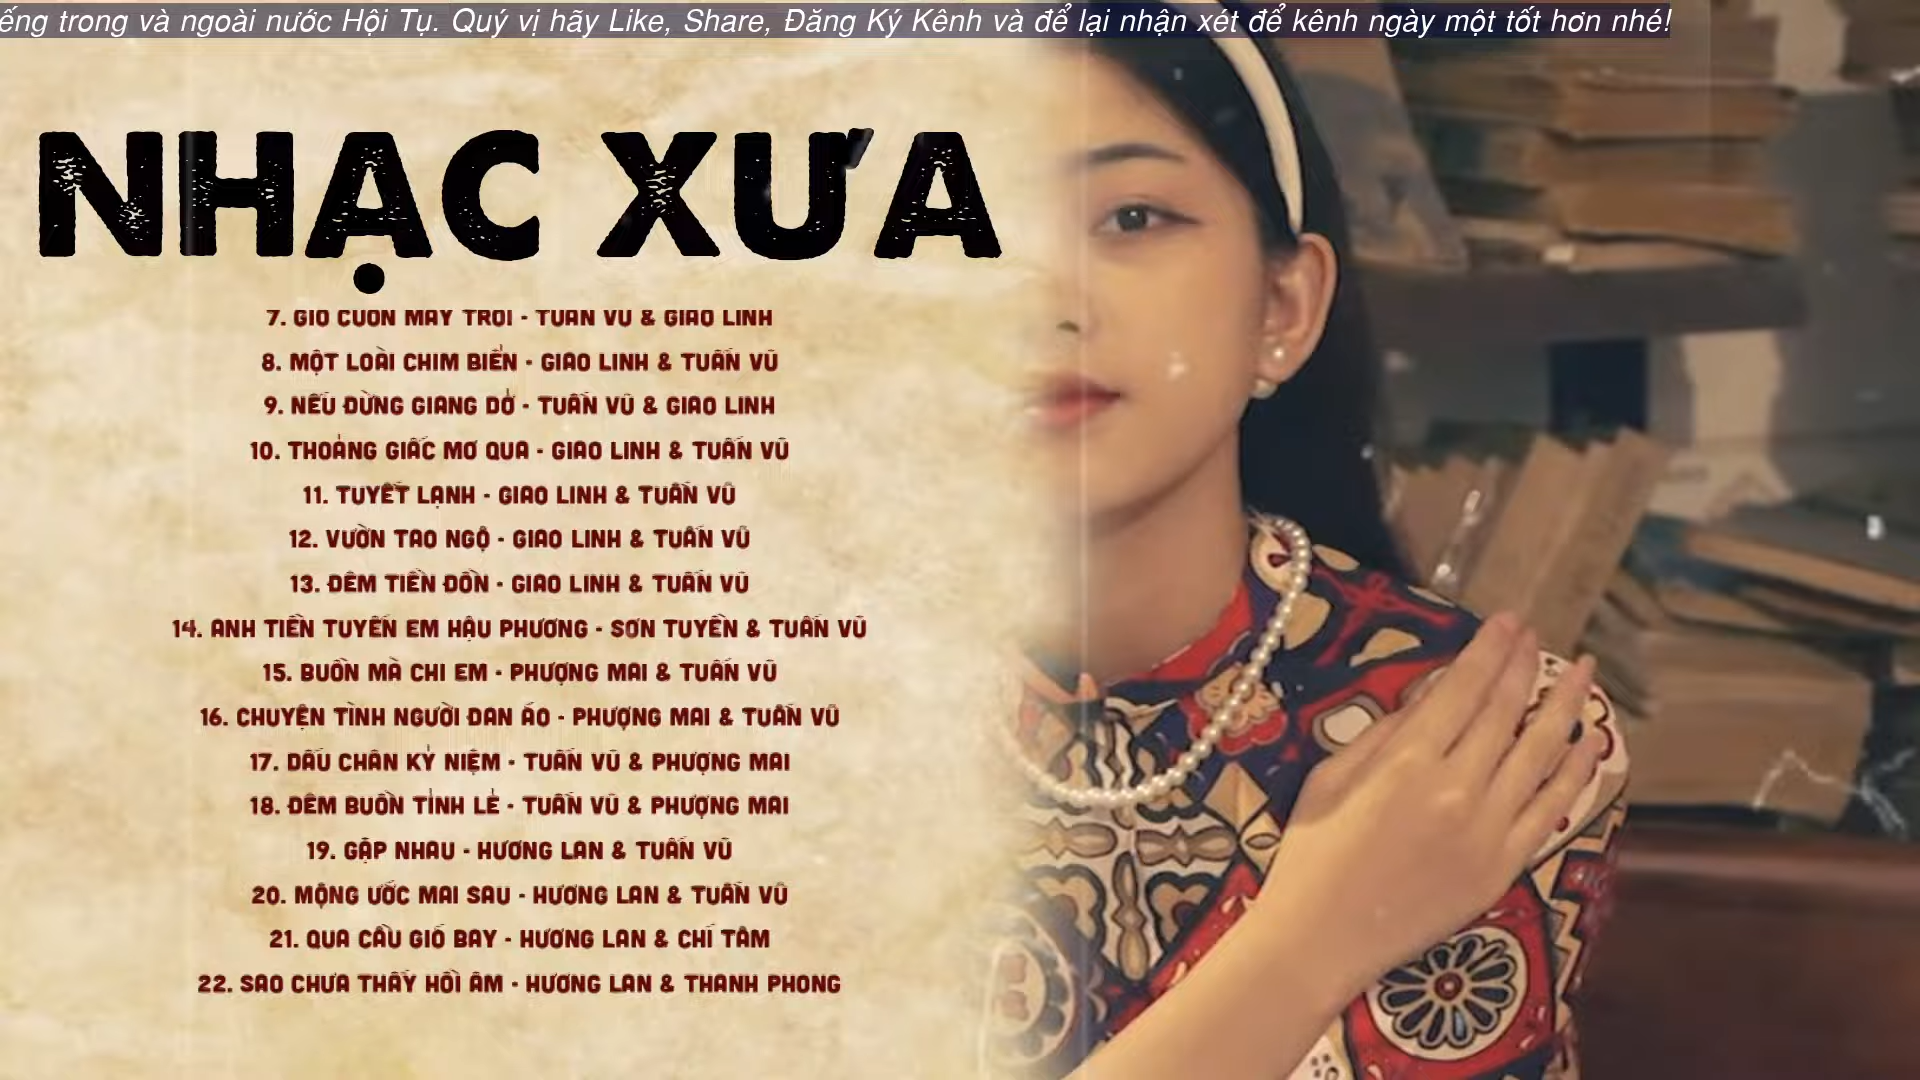 ếng trong và ngoài nước Hội Tụ. Quý vị hãy Like, Share, Đăng Ký Kênh và để lại nhận xét để kênh ngày một tốt hơn nhé!
NHẠC XƯA
7. GIO CUON MAY TROI - TUAN VU & GIAO LINH
8. MỘT LOÀI CHIM BIỂN - GIAO LINH & TUẤN VŨ
9. NẾU ĐỪNG GIANG DỞ - TUẤN VŨ & GIAO LINH
10. THOÁNG GIẤC MƠ QUA - GIAO LINH & TUẤN VŨ
11. TUYẾT LẠNH - GIAO LINH & TUẤN VŨ
12. VƯỜN TAO NGỘ - GIAO LINH & TUẤN VŨ
13. ĐÊM TIỀN ĐỒN - GIAO LINH & TUẤN VŨ
14. ANH TIỀN TUYẾN EM HẬU PHƯƠNG - SƠN TUYỀN & TUẤN VŨ
15. BUỒN MÀ CHI EM - PHƯỢNG MAI & TUẤN VŨ
16. CHUYỆN TÌNH NGƯỜI ĐAN ÁO - PHƯỢNG MAI & TUẤN VŨ
17. DẤU CHÂN KỶ NIỆM - TUẤN VŨ & PHƯỢNG MAI
18. ĐÊM BUỒN TỈNH LẺ - TUẤN VŨ & PHƯỢNG MAI
19. GẶP NHAU - HƯƠNG LAN & TUẤN VŨ
20. MỘNG ƯỚC MAI SAU - HƯƠNG LAN & TUẤN VŨ
21. QUA CẦU GIÓ BAY - HƯƠNG LAN & CHÍ TÂM
22. SAO CHƯA THẤY HỒI ÂM - HƯƠNG LAN & THANH PHONG